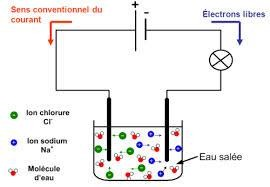 Sens conventionnel du
courant
+
-
Électrons libres
Ion chlorure
Cl⁻
Ion sodium
Na⁺
Molécule
d'eau
Eau salée